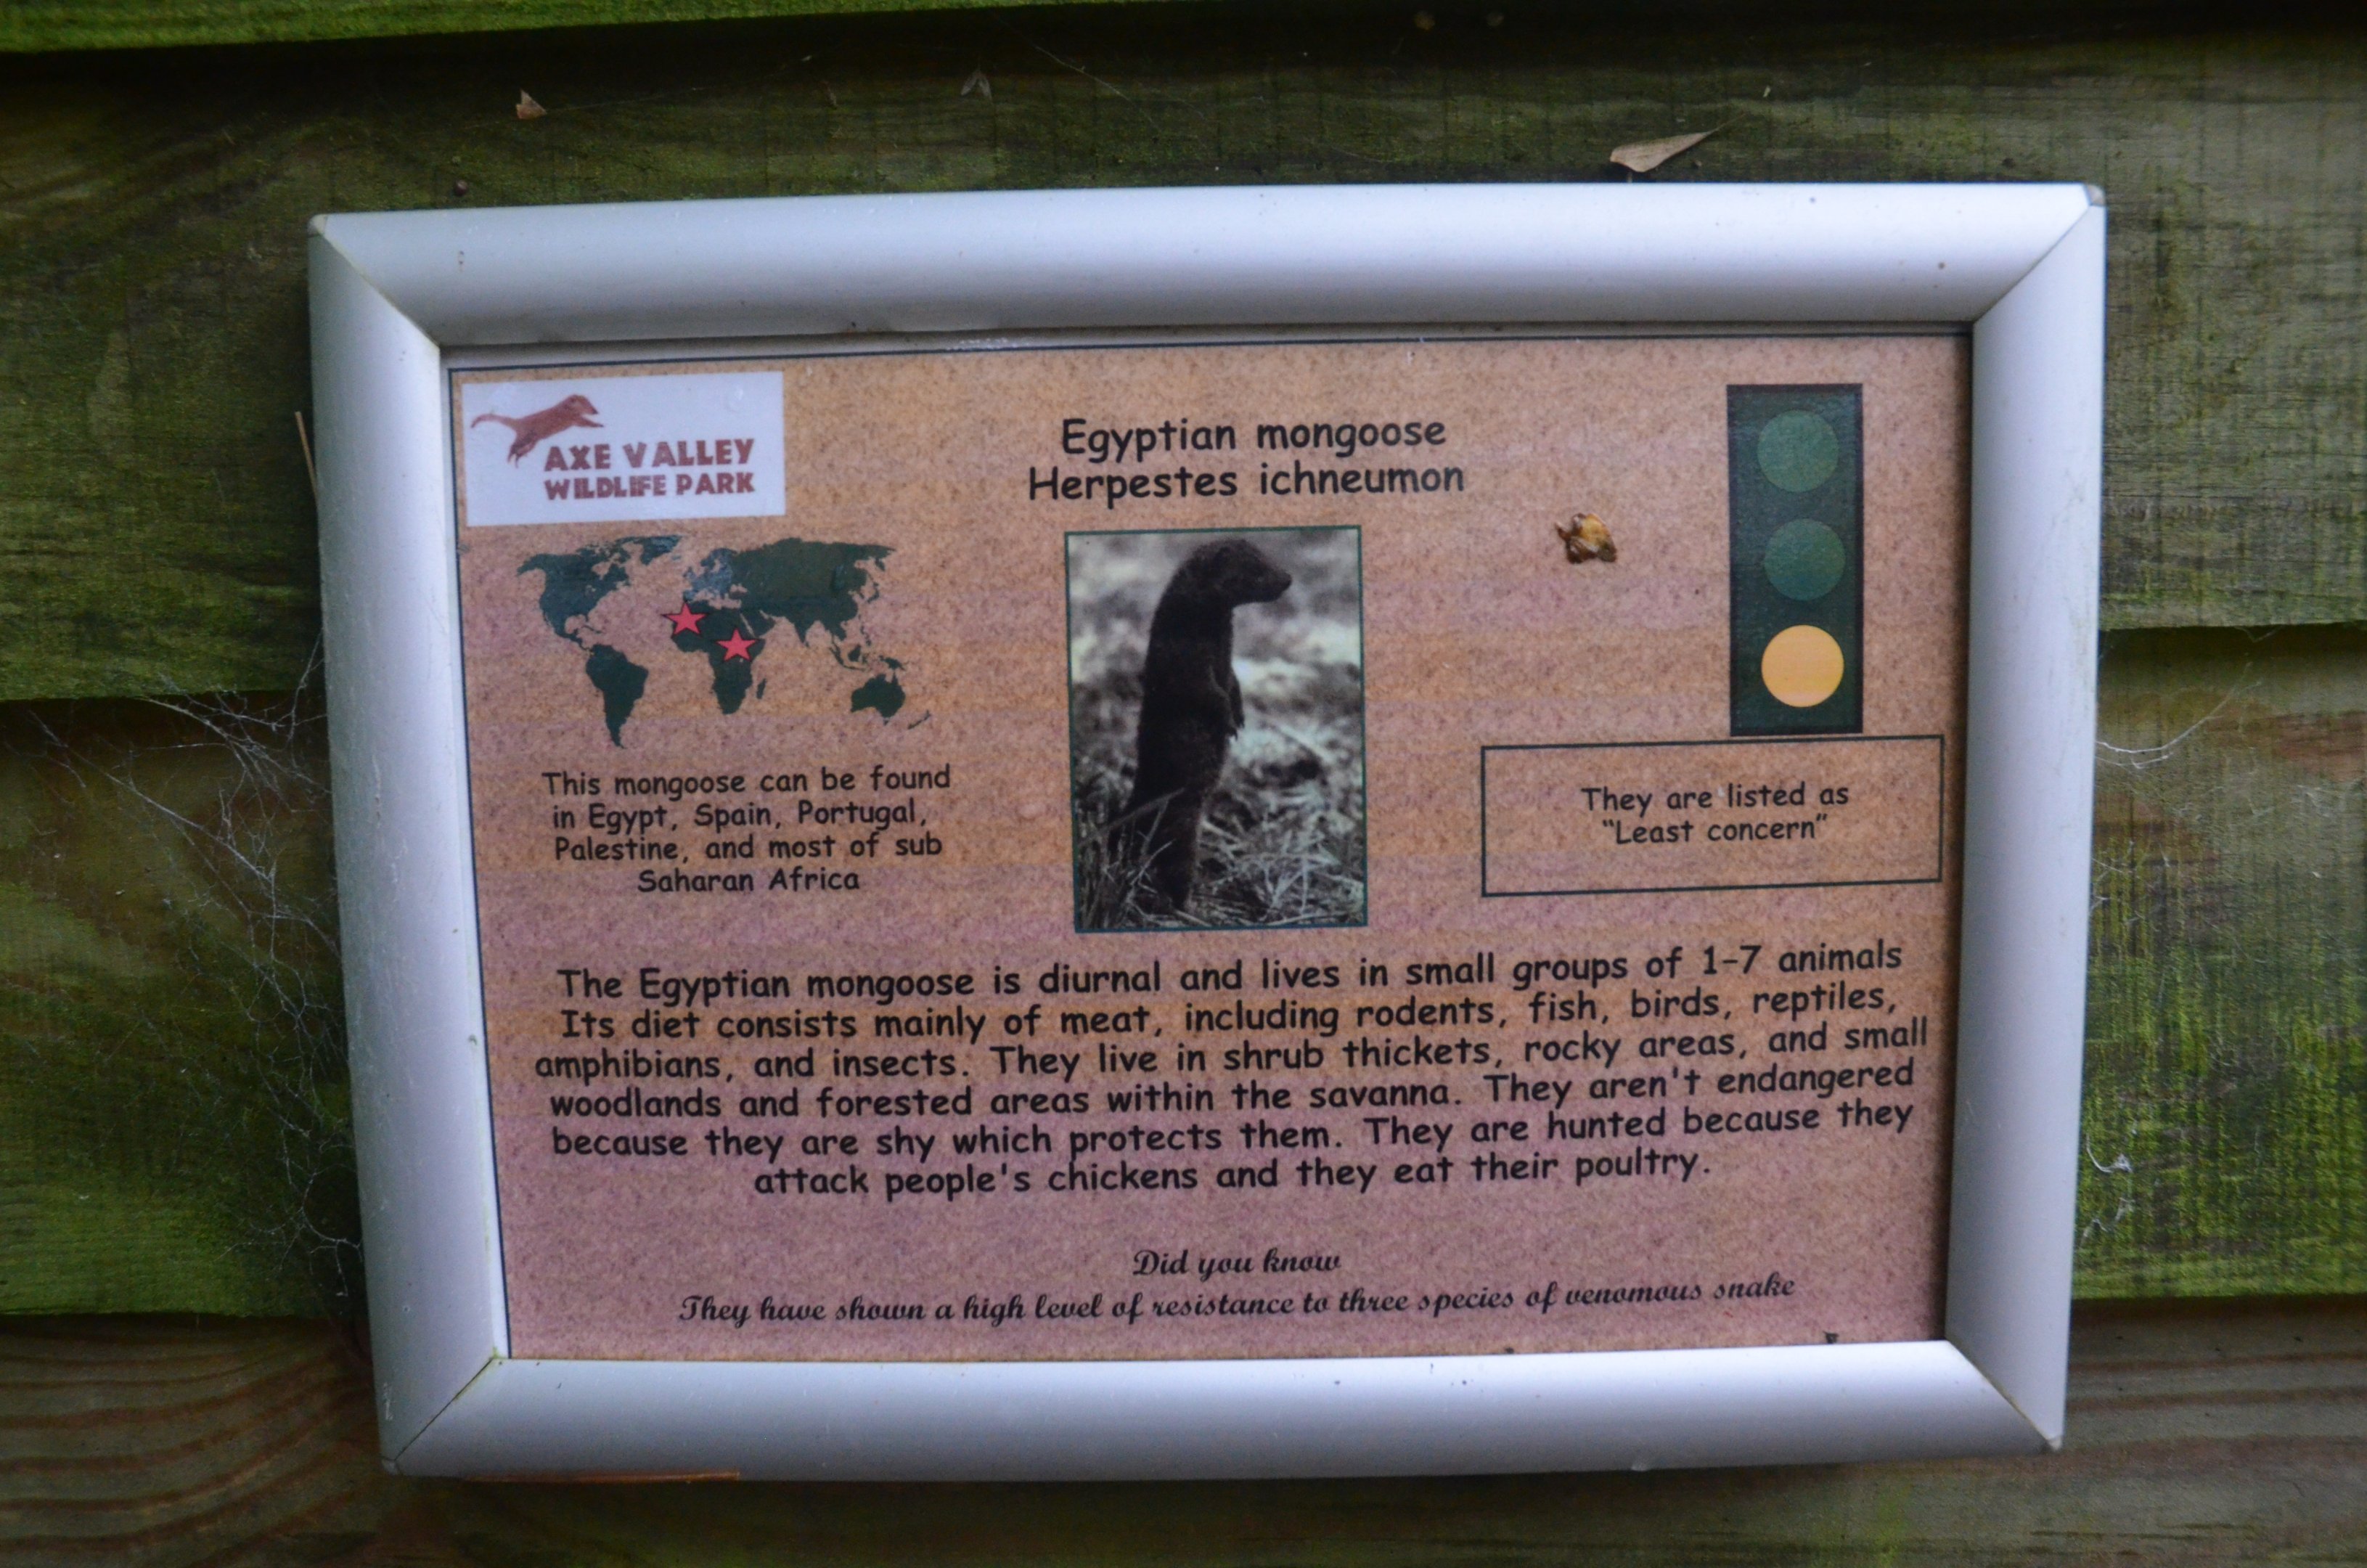 AXE VALLEY
WILDLIFE PARK
Egyptian mongoose
Herpestes ichneumon
This mongoose can be found
in Egypt, Spain, Portugal,
Palestine, and most of sub
Saharan Africa
They are listed as
“Least concern”
The Egyptian mongoose is diurnal and lives in small groups of 1-7 animals
Its diet consists mainly of meat, including rodents, fish, birds, reptiles,
amphibians, and insects. They live in shrub thickets, rocky areas, and small
woodlands and forested areas within the savanna. They aren't endangered
because they are shy which protects them. They are hunted because they
attack people's chickens and they eat their poultry.
Did you know
They have shown a high level of resistance to three species of venomous snake